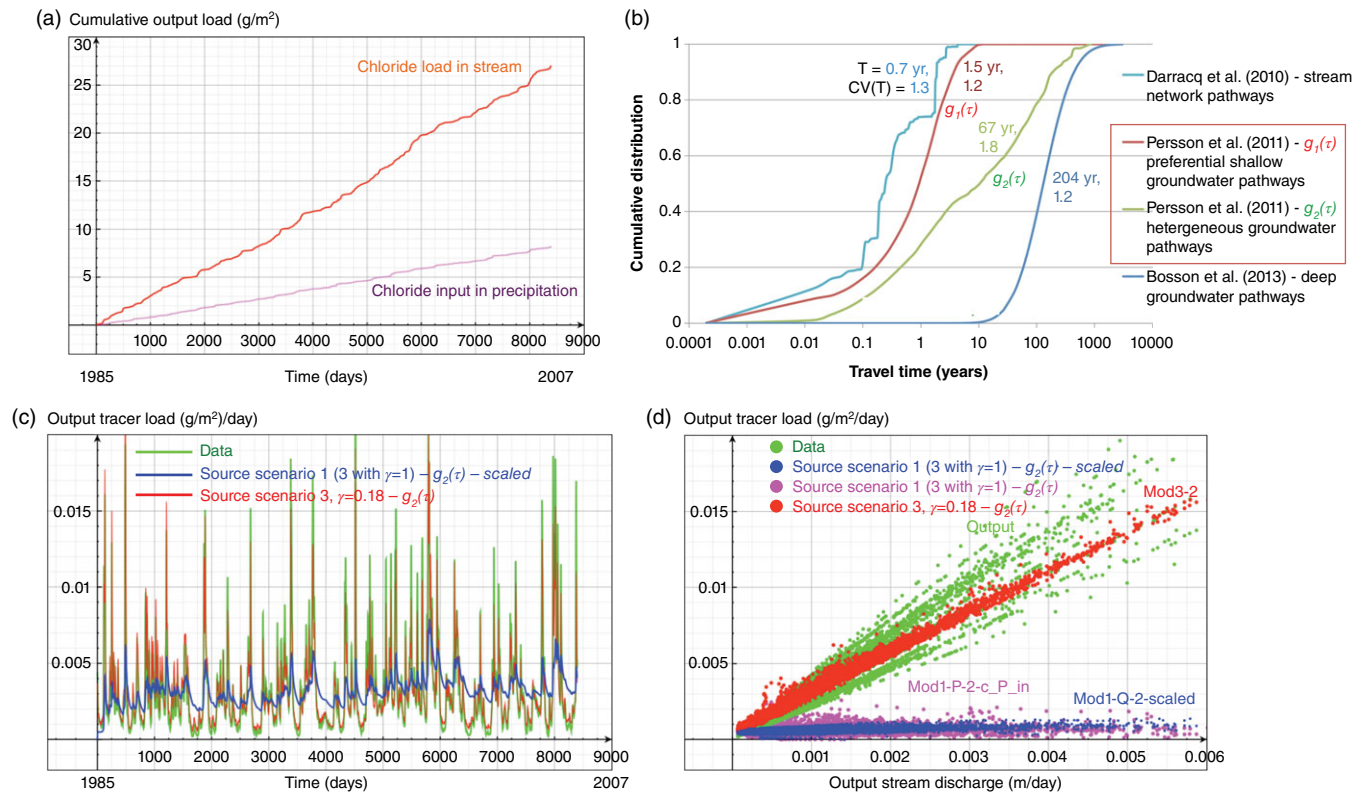 (a) Cumulative output load (g/m²)
30
25
20
15
10
5
Chloride load in stream
Chloride input in precipitation
1000 2000 3000 4000 5000 6000 7000 8000 9000
1985 Time (days) 2007
(b)
Cumulative distribution
1
0.8
0.6
0.4
0.2
0
T = 0.7 yr,
CV(T) = 1.3
1.5 yr,
1.2
g₁(τ)
67 yr,
1.8
g₂(τ)
204 yr,
1.2
0.0001 0.001 0.01 0.1 1 10 100 1000 10000
Travel time (years)
Darracq et al. (2010) - stream
network pathways
Persson et al. (2011) - g₁(τ)
preferential shallow
groundwater pathways
Persson et al. (2011) - g₂(τ)
hetergeneous groundwater
pathways
Bosson et al. (2013) - deep
groundwater pathways
(c) Output tracer load (g/m²)/day)
Data
Source scenario 1 (3 with γ=1) – g₂(τ) – scaled
Source scenario 3, γ=0.18 – g₂(τ)
0.015
0.01
0.005
1000 2000 3000 4000 5000 6000 7000 8000 9000
1985 Time (days) 2007
(d) Output tracer load (g/m²/day)
Data
Source scenario 1 (3 with γ=1) – g₂(τ) – scaled
Source scenario 1 (3 with γ=1) – g₂(τ)
Source scenario 3, γ=0.18 – g₂(τ)
Mod3-2
Output
0.015
0.01
0.005
Mod1-P-2-c_P_in
Mod1-Q-2-scaled
0.001 0.002 0.003 0.004 0.005 0.006
Output stream discharge (m/day)